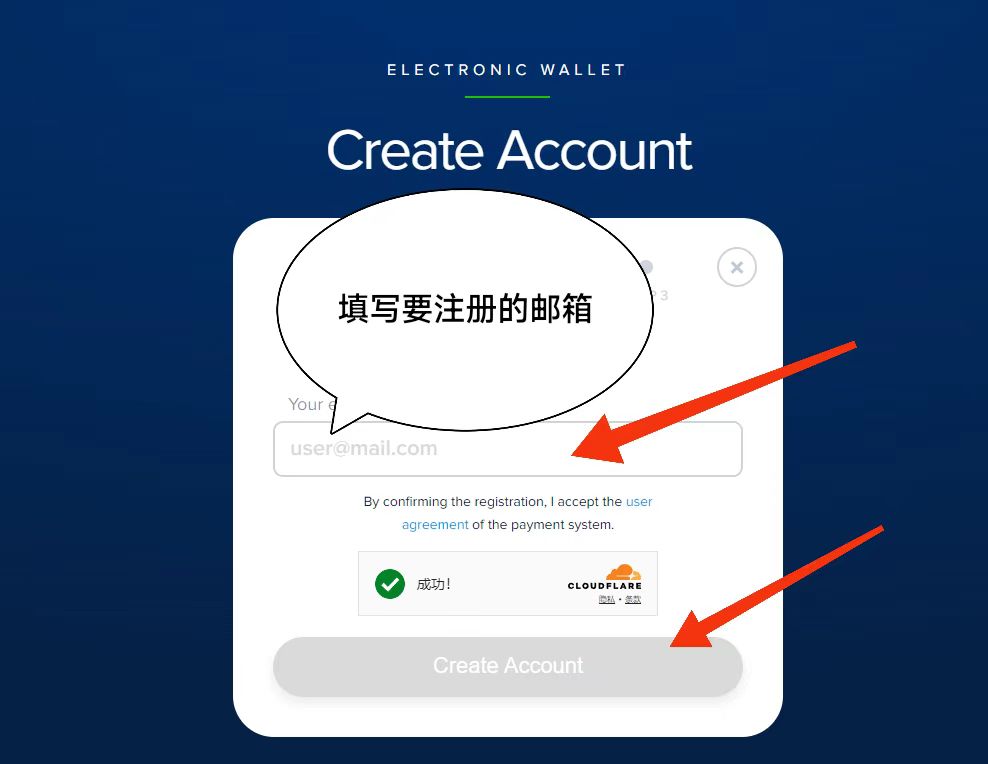 ELECTRONIC WALLET
Create Account
填写要注册的邮箱
3
Your
user@mail.com
By confirming the registration, I accept the user
agreement of the payment system.
成功!
CLOUDFLARE
隐私 • 条款
Create Account